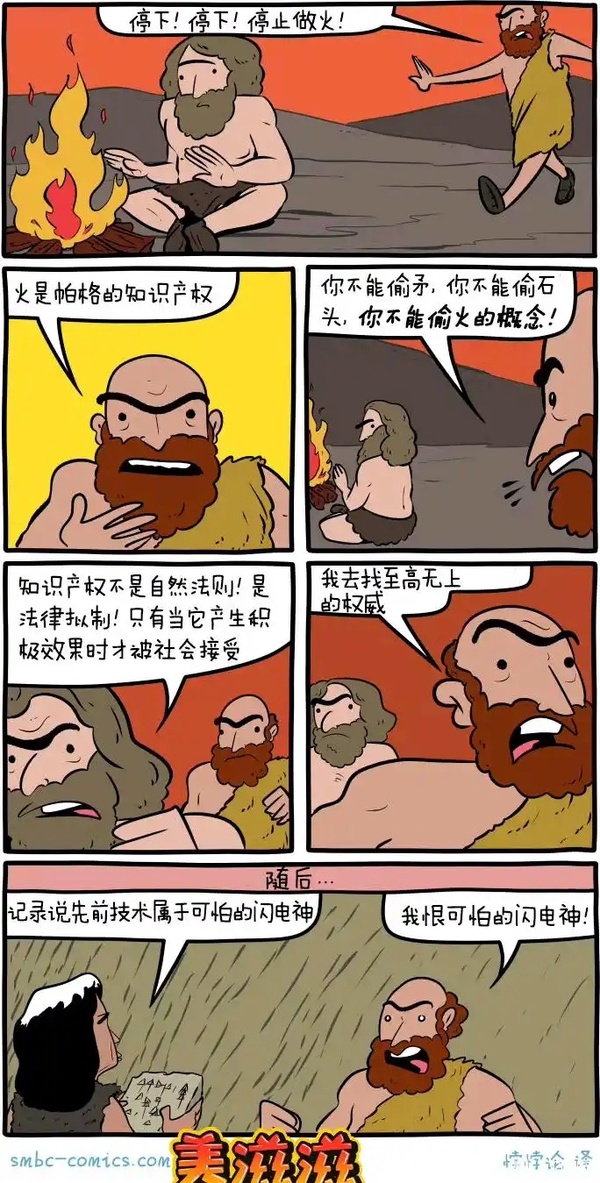 停下！停下！停止做火！
火是帕格的知识产权
你不能偷矛，你不能偷石
头，你不能偷火的概念！
知识产权不是自然法则！是
法律拟制！只有当它产生积
极效果时才被社会接受
我去找至高无上
的权威
随后…
记录说先前技术属于可怕的闪电神
我恨可怕的闪电神！
smbc-comics.com
美滋滋
悖悖论 译